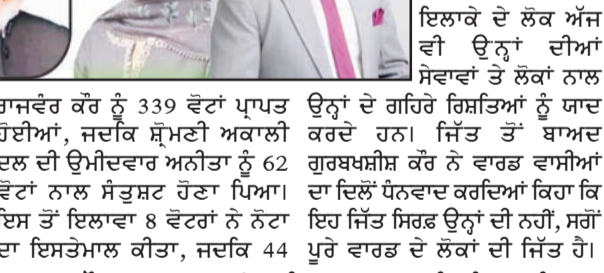 ਰਾਜਵੰਰ ਕੌਰ ਨੂੰ 339 ਵੋਟਾਂ ਪ੍ਰਾਪਤ
ਹੋਈਆਂ, ਜਦਕਿ ਸ਼੍ਰੋਮਣੀ ਅਕਾਲੀ
ਦਲ ਦੀ ਉਮੀਦਵਾਰ ਅਨੀਤਾ ਨੂੰ 62
ਵੋਟਾਂ ਨਾਲ ਸੰਤੁਸ਼ਟ ਹੋਣਾ ਪਿਆ।
ਇਸ ਤੋਂ ਇਲਾਵਾ 8 ਵੋਟਰਾਂ ਨੇ ਨੋਟਾ
ਦਾ ਇਸਤੇਮਾਲ ਕੀਤਾ, ਜਦਕਿ 44
ਇਲਾਕੇ ਦੇ ਲੋਕ ਅੱਜ
ਵੀ ਉਨ੍ਹਾਂ ਦੀਆਂ
ਸੇਵਾਵਾਂ ਤੇ ਲੋਕਾਂ ਨਾਲ
ਉਨ੍ਹਾਂ ਦੇ ਗਹਿਰੇ ਰਿਸ਼ਤਿਆਂ ਨੂੰ ਯਾਦ
ਕਰਦੇ ਹਨ। ਜਿੱਤ ਤੋਂ ਬਾਅਦ
ਗੁਰਬਖਸ਼ੀਸ਼ ਕੌਰ ਨੇ ਵਾਰਡ ਵਾਸੀਆਂ
ਦਾ ਦਿਲੋਂ ਧੰਨਵਾਦ ਕਰਦਿਆਂ ਕਿਹਾ ਕਿ
ਇਹ ਜਿੱਤ ਸਿਰਫ਼ ਉਨ੍ਹਾਂ ਦੀ ਨਹੀਂ, ਸਗੋਂ
ਪੂਰੇ ਵਾਰਡ ਦੇ ਲੋਕਾਂ ਦੀ ਜਿੱਤ ਹੈ।